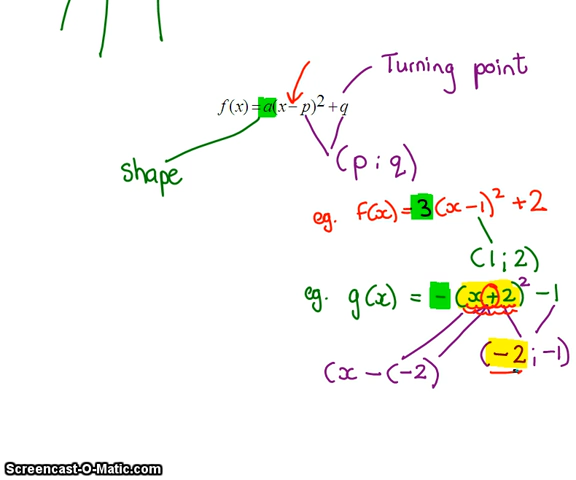 Turning point
f(x)=a(x−p)²+q
shape
(p ; q)
eg. f(x) = 3(x-1)² + 2
(1 ; 2)
eg. g(x) = -(x+2)² - 1
(x - (-2)
(-2 ; -1)
Screencast-O-Matic.com